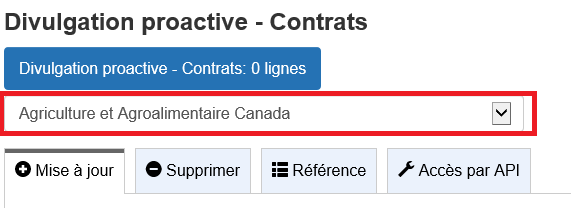 Divulgation proactive - Contrats
Divulgation proactive - Contrats: 0 lignes
Agriculture et Agroalimentaire Canada
Mise à jour Supprimer Référence Accès par API